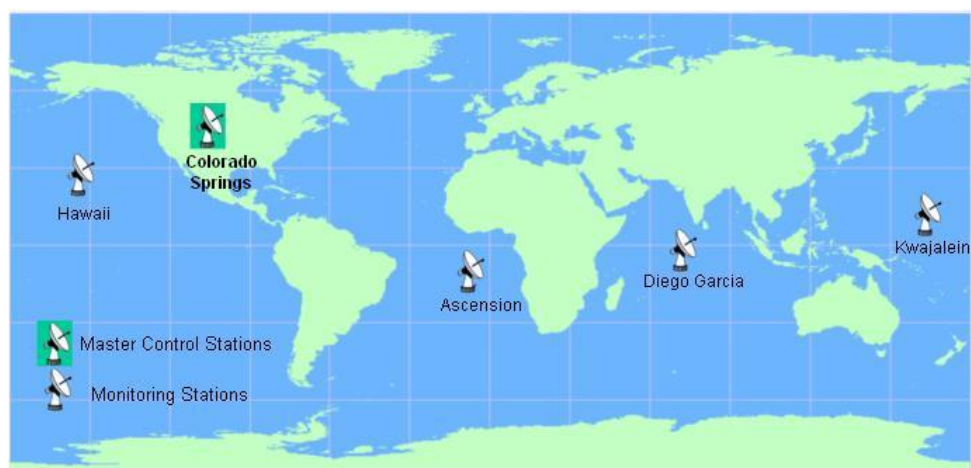 Colorado
Springs
Hawaii
Kwajalein
Diego Garcia
Ascension
Master Control Stations
Monitoring Stations